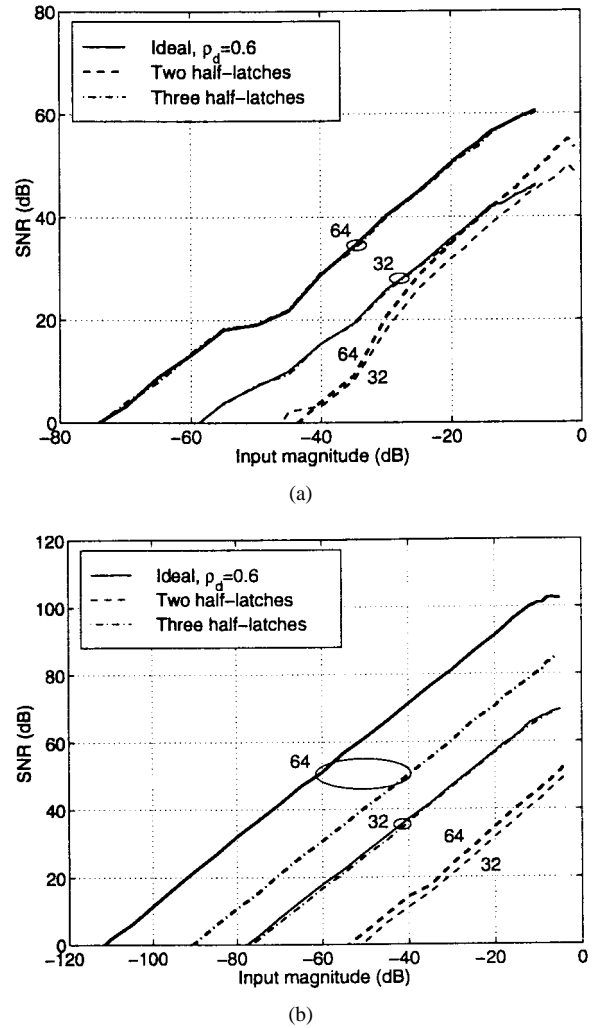 80
60
40
20
0
SNR (dB)
Ideal, ρd=0.6
Two half−latches
Three half−latches
64
32
64
32
−80
−60
−40
−20
0
Input magnitude (dB)
(a)
120
100
80
60
40
20
0
SNR (dB)
Ideal, ρd=0.6
Two half−latches
Three half−latches
64
32
64
32
−120
−100
−80
−60
−40
−20
0
Input magnitude (dB)
(b)